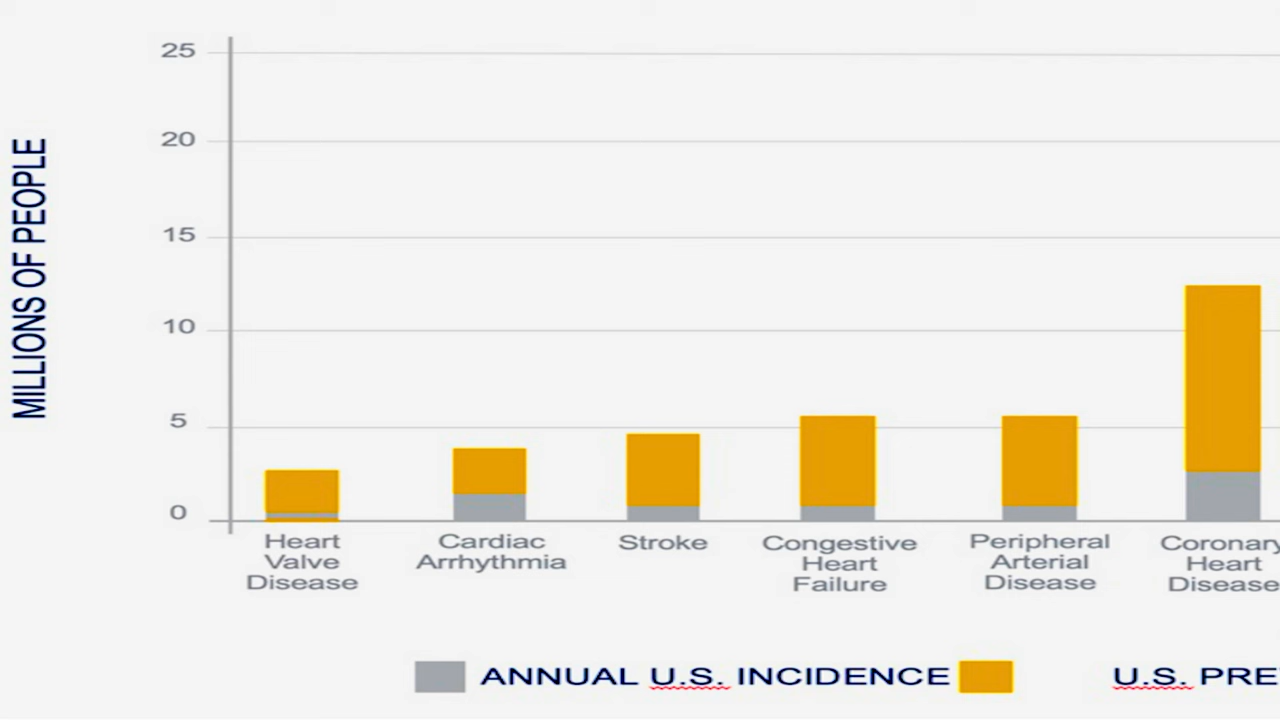 MILLIONS OF PEOPLE
25
20
15
10
5
0
Heart
Valve
Disease
Cardiac
Arrhythmia
Stroke
Congestive
Heart
Failure
Peripheral
Arterial
Disease
Coronary
Heart
Disease
ANNUAL U.S. INCIDENCE
U.S. PRE